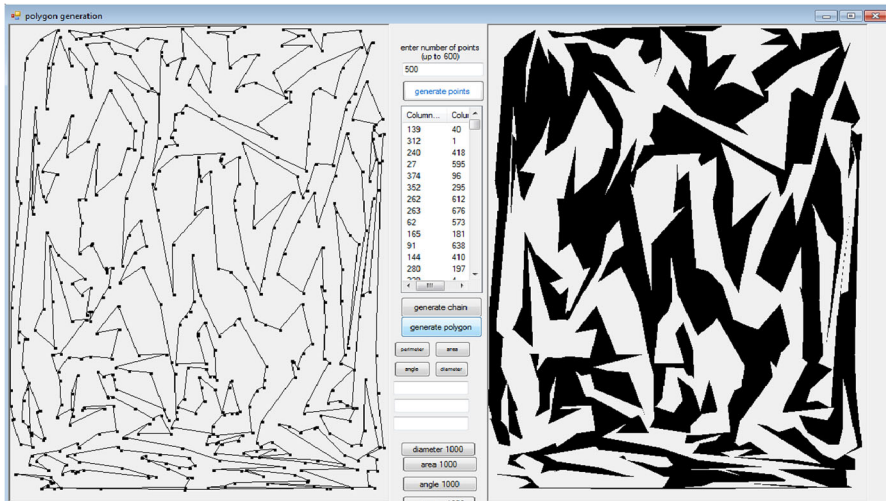 polygon generation
enter number of points
(up to 600)
500
generate points
Column... Colur
139 40
312 1
240 418
27 595
374 96
352 295
262 612
263 676
62 573
165 181
91 638
144 410
280 197
generate chain
generate polygon
perimeter area
angle diameter
diameter 1000
area 1000
angle 1000